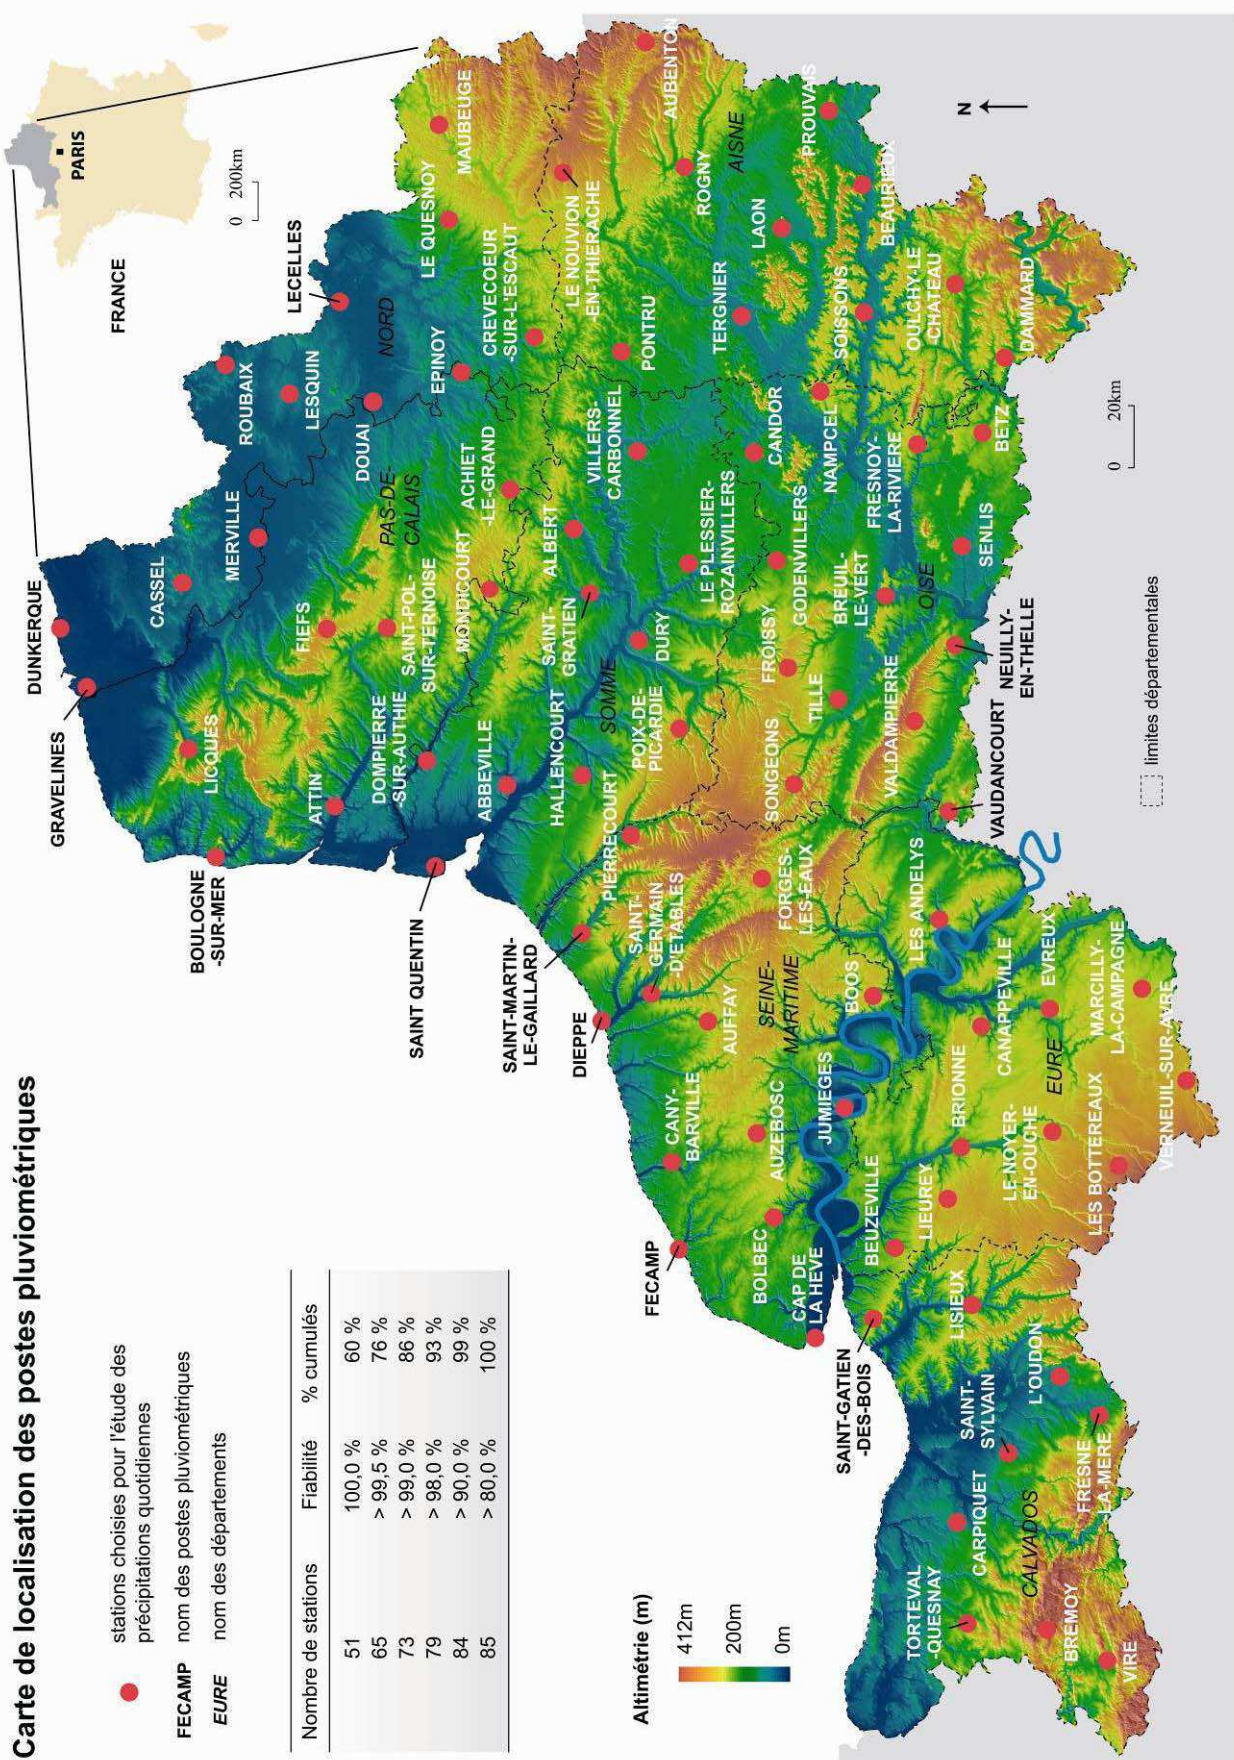 Carte de localisation des postes pluviométriques
stations choisies pour l'étude des
précipitations quotidiennes
FECAMP nom des postes pluviométriques
EURE nom des départements
Nombre de stations Fiabilité % cumulés
51 100,0 % 60 %
65 > 99,5 % 76 %
73 > 99,0 % 86 %
79 > 98,0 % 93 %
84 > 90,0 % 99 %
85 > 80,0 % 100 %
Altimétrie (m)
412m
200m
0m
FRANCE
PARIS
0 200km
DUNKERQUE
GRAVELINES
CASSEL
MERVILLE
ROUBAIX
LESQUIN
LECELLES
NORD
DOUAI
EPINOY
LE QUESNOY
MAUBEUGE
CREVECOEUR
-SUR-L'ESCAUT
LICQUES
BOULOGNE
-SUR-MER
ATTIN
FIEFS
PAS-DE-
CALAIS
SAINT-POL-
SUR-TERNOISE
ACHIET
-LE-GRAND
MONDICOURT
DOMPIERRE
-SUR-AUTHIE
SAINT QUENTIN
ABBEVILLE
HALLENCOURT
SOMME
SAINT-
GRATIEN
ALBERT
VILLERS-
CARBONNEL
DURY
LE PLESSIER-
ROZAINVILLERS
POIX-DE-
PICARDIE
LE NOUVION
-EN-THIERACHE
AUBENTON
ROGNY
PONTRU
TERGNIER
AISNE
LAON
PROUVAIS
BEAURIEUX
SOISSONS
OULCHY-LE
-CHATEAU
DAMMARD
CANDOR
NAMPCEL
FRESNOY-
LA-RIVIERE
BETZ
SENLIS
GODENVILLERS
BREUIL-
LE-VERT
OISE
FROISSY
TILLE
VALDAMPIERRE
NEUILLY-
EN-THELLE
SONGEONS
VAUDANCOURT
SAINT-MARTIN-
LE-GAILLARD
PIERRECOURT
DIEPPE
SAINT-
GERMAIN
-D'ETABLES
FORGES-
LES-EAUX
AUFFAY
SEINE-
MARITIME
BOOS
CANY-
BARVILLE
AUZEBOSC
JUMIEGES
FECAMP
BOLBEC
CAP DE
LA HEVE
LES ANDELYS
CANAPPEVILLE
EVREUX
EURE
MARCILLY-
LA-CAMPAGNE
VERNEUIL-SUR-AVRE
BRIONNE
LE NOYER-
EN-OUCHE
LES BOTTEREAUX
BEUZEVILLE
LIEUREY
SAINT-GATIEN
-DES-BOIS
LISIEUX
L'OUDON
SAINT-
SYLVAIN
FRESNE
LA-MERE
CARPIQUET
CALVADOS
TORTEVAL
-QUESNAY
BREMOY
VIRE
N
0 20km
limites départementales